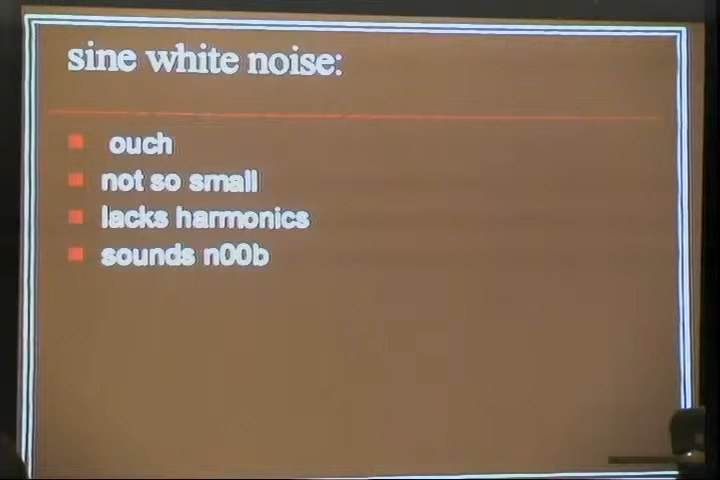 sine white noise:
ouch
not so small
lacks harmonics
sounds n00b